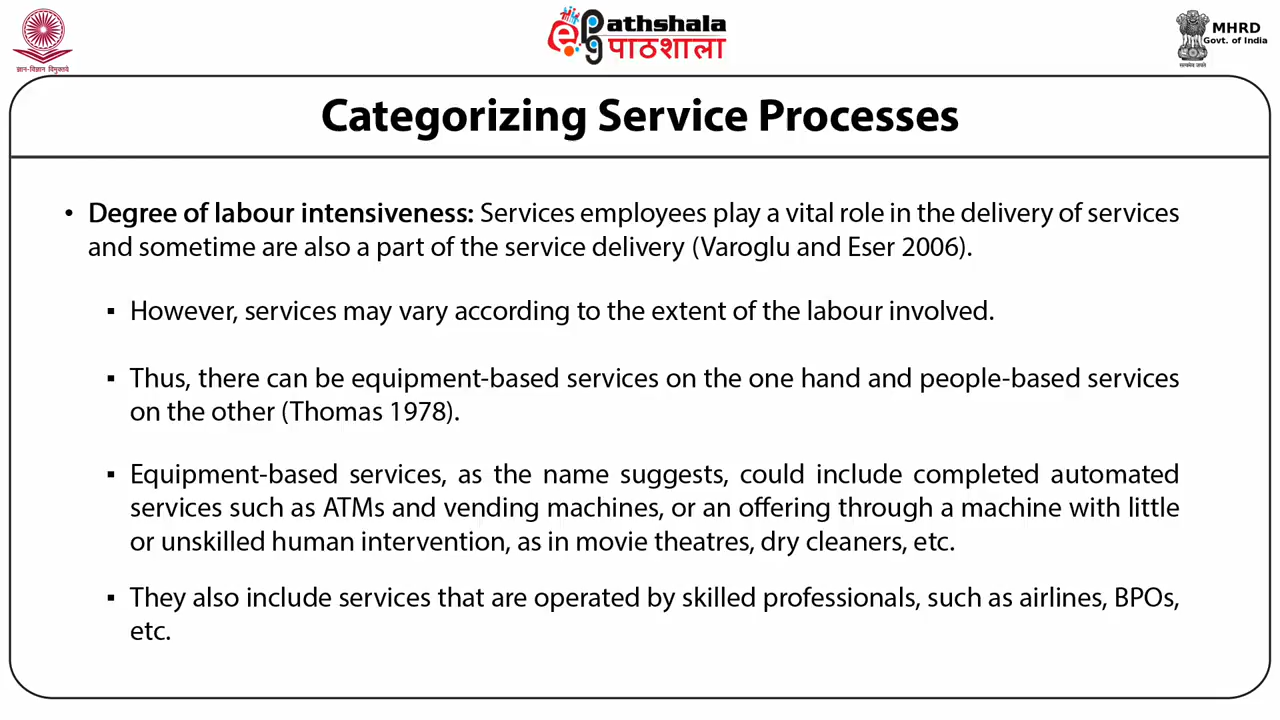 ज्ञान-विज्ञान विमुक्तये
ePathshala
पाठशाला
MHRD
Govt. of India
सत्यमेव जयते
Categorizing Service Processes
• Degree of labour intensiveness: Services employees play a vital role in the delivery of services
and sometime are also a part of the service delivery (Varoglu and Eser 2006).
▪ However, services may vary according to the extent of the labour involved.
▪ Thus, there can be equipment-based services on the one hand and people-based services
on the other (Thomas 1978).
▪ Equipment-based services, as the name suggests, could include completed automated
services such as ATMs and vending machines, or an offering through a machine with little
or unskilled human intervention, as in movie theatres, dry cleaners, etc.
▪ They also include services that are operated by skilled professionals, such as airlines, BPOs,
etc.